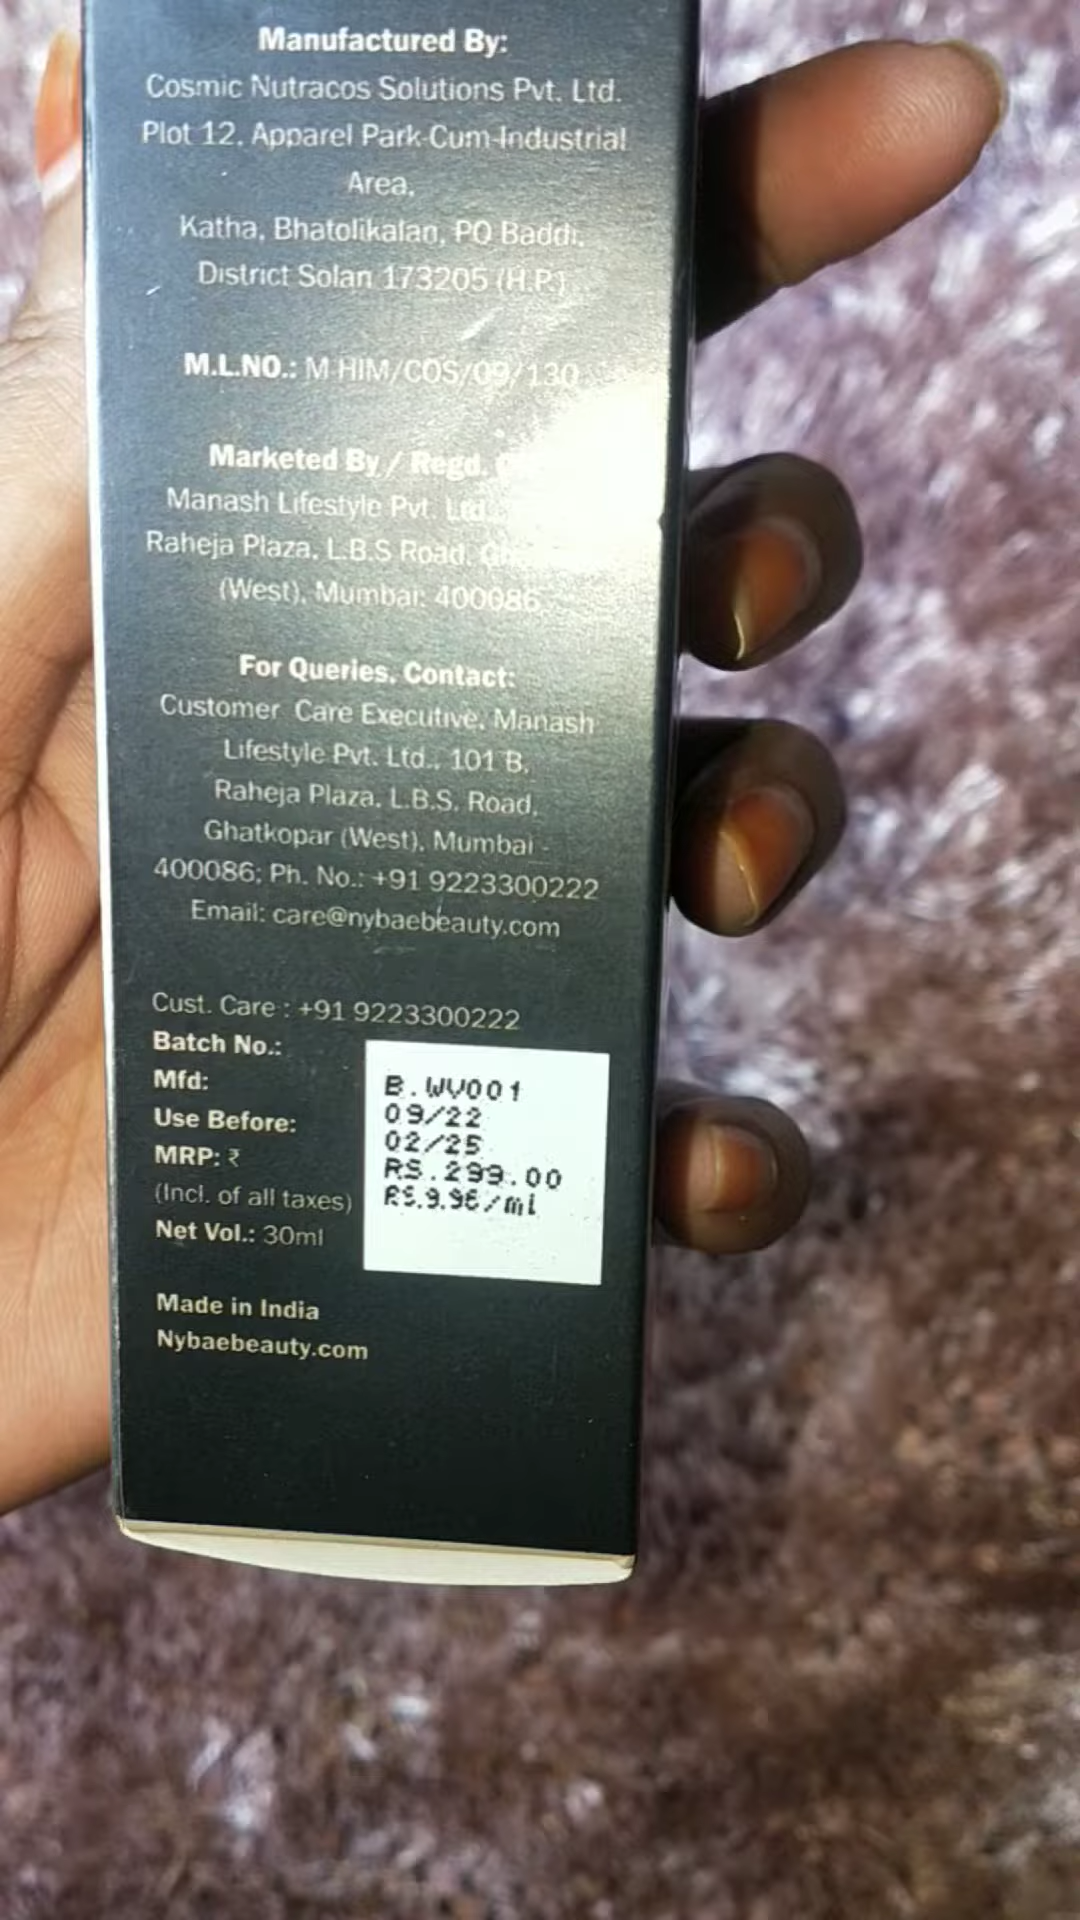 Manufactured By:
Cosmic Nutracos Solutions Pvt. Ltd.
Plot 12, Apparel Park-Cum-Industrial
Area,
Katha, Bhatolikalan, PO Baddi,
District Solan 173205 (H.P.)
M.L.NO.: M HIM/COS/09/130
Marketed By / Regd.
Manash Lifestyle Pvt. Ltd.
Raheja Plaza, L.B.S Road,
(West), Mumbai: 400086
For Queries, Contact:
Customer Care Executive, Manash
Lifestyle Pvt. Ltd., 101 B,
Raheja Plaza, L.B.S. Road,
Ghatkopar (West), Mumbai -
400086; Ph. No.: +91 9223300222
Email: care@nybaebeauty.com
Cust. Care : +91 9223300222
Batch No.: B.WV001
Mfd: 09/22
Use Before: 02/25
MRP: ₹ RS.299.00
(Incl. of all taxes) RS.9.96/ml
Net Vol.: 30ml
Made in India
Nybaebeauty.com